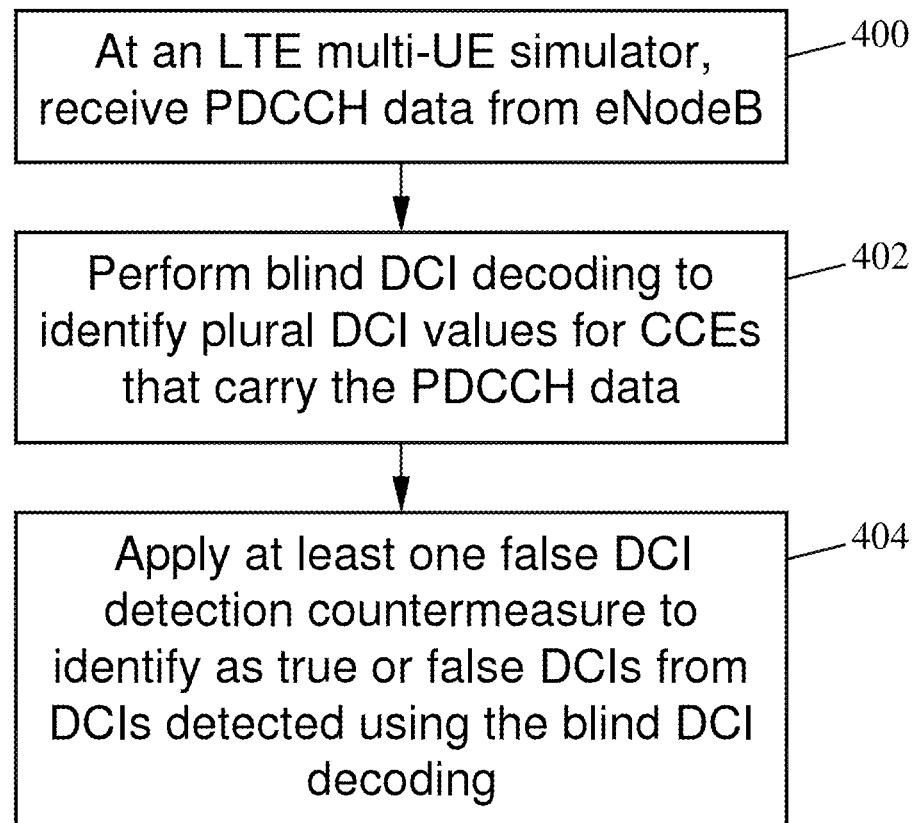 At an LTE multi-UE simulator,
receive PDCCH data from eNodeB
400
Perform blind DCI decoding to
identify plural DCI values for CCEs
that carry the PDCCH data
402
Apply at least one false DCI
detection countermeasure to
identify as true or false DCIs from
DCIs detected using the blind DCI
decoding
404